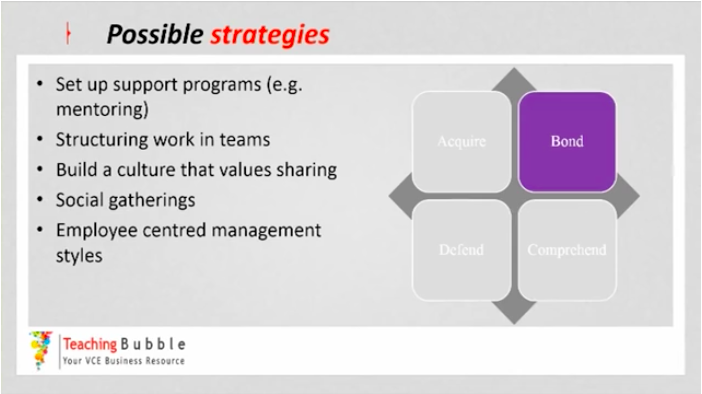 Possible strategies
• Set up support programs (e.g.
mentoring)
• Structuring work in teams
• Build a culture that values sharing
• Social gatherings
• Employee centred management
styles
Acquire
Bond
Defend
Comprehend
Teaching Bubble
Your VCE Business Resource